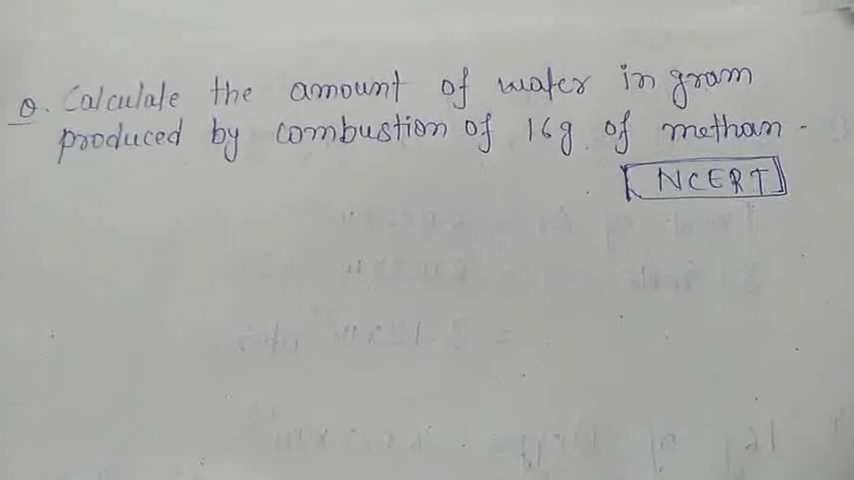 Q. Calculate the amount of water in gram
produced by combustion of 16g of methan.
[NCERT]